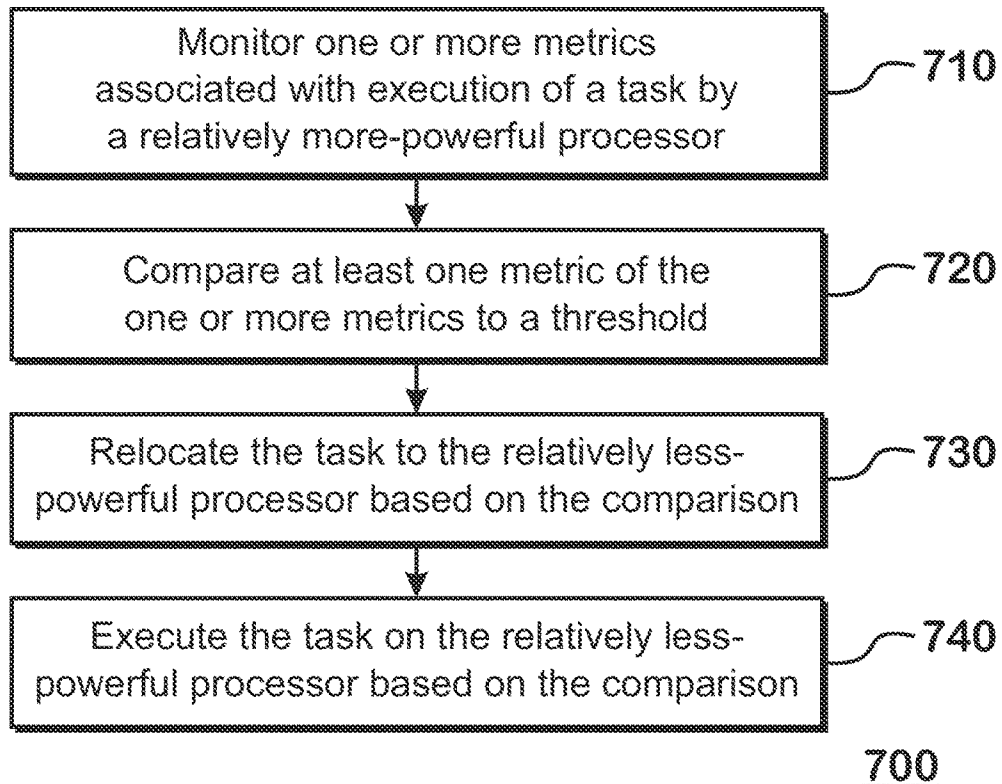 Monitor one or more metrics
associated with execution of a task by
a relatively more-powerful processor
710
Compare at least one metric of the
one or more metrics to a threshold
720
Relocate the task to the relatively less-
powerful processor based on the comparison
730
Execute the task on the relatively less-
powerful processor based on the comparison
740
700